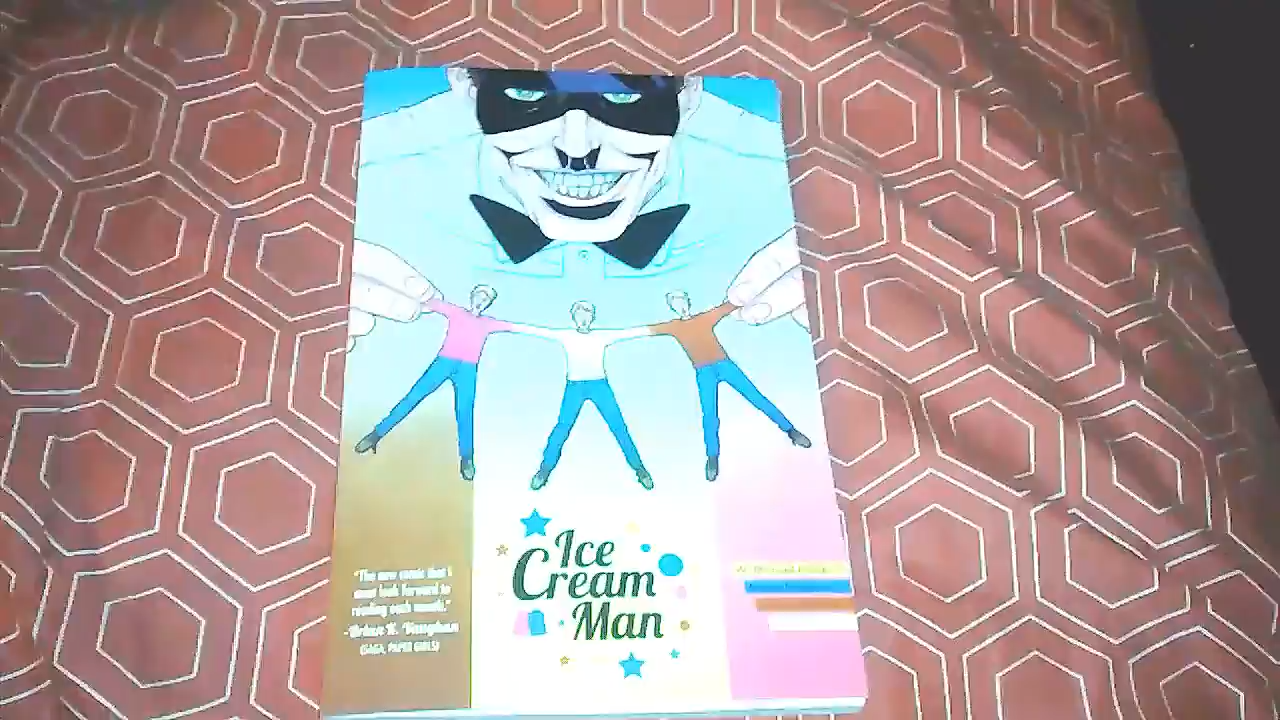 Ice
Cream
Man
"The one comic that I
most look forward to
reading each month."
-Brian K. Vaughan
(SAGA, PAPER GIRLS)
W.